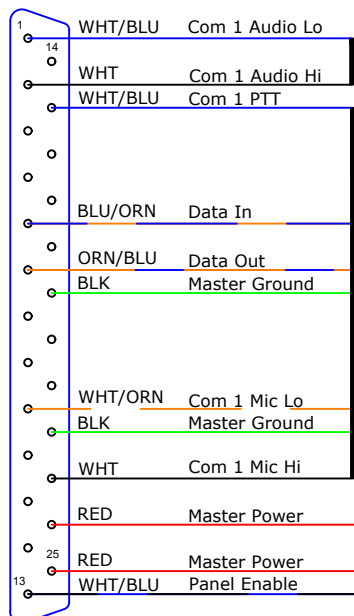 1 WHT/BLU Com 1 Audio Lo
14
WHT Com 1 Audio Hi
WHT/BLU Com 1 PTT
BLU/ORN Data In
ORN/BLU Data Out
BLK Master Ground
WHT/ORN Com 1 Mic Lo
BLK Master Ground
WHT Com 1 Mic Hi
RED Master Power
25
RED Master Power
13 WHT/BLU Panel Enable